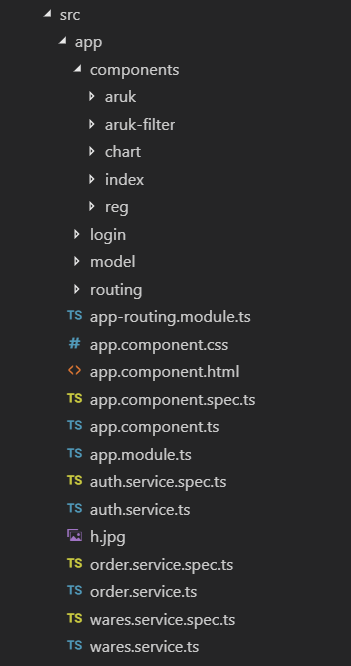 src
app
components
aruk
aruk-filter
chart
index
reg
login
model
routing
TS app-routing.module.ts
# app.component.css
<> app.component.html
TS app.component.spec.ts
TS app.component.ts
TS app.module.ts
TS auth.service.spec.ts
TS auth.service.ts
h.jpg
TS order.service.spec.ts
TS order.service.ts
TS wares.service.spec.ts
TS wares.service.ts